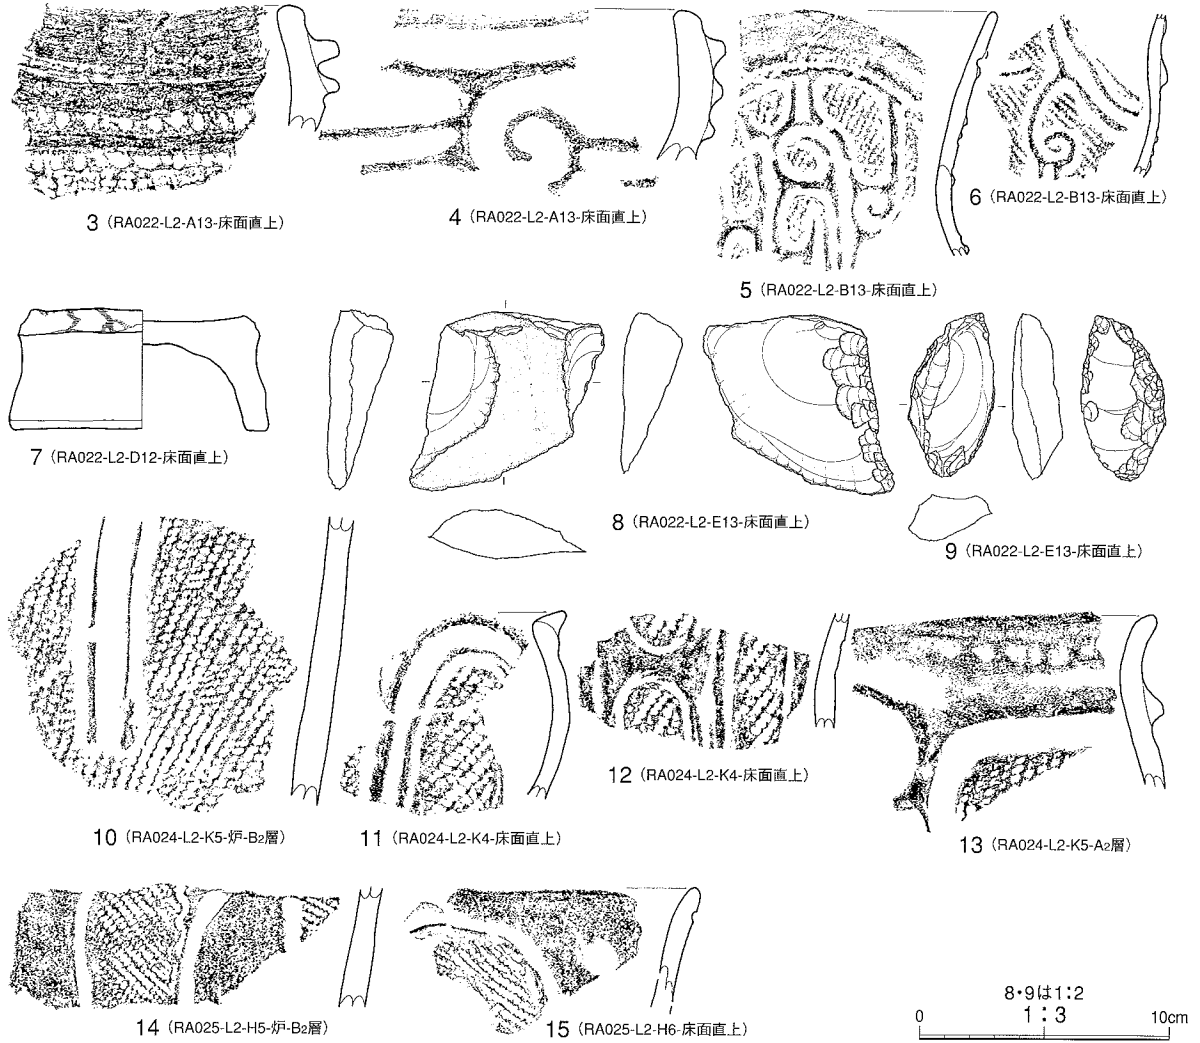 3（RA022-L2-A13-床面直上）
4（RA022-L2-A13-床面直上）
5（RA022-L2-B13-床面直上）
6（RA022-L2-B13-床面直上）
7（RA022-L2-D12-床面直上）
8（RA022-L2-E13-床面直上）
9（RA022-L2-E13-床面直上）
10（RA024-L2-K5-炉-B2層）
11（RA024-L2-K4-床面直上）
12（RA024-L2-K4-床面直上）
13（RA024-L2-K5-A2層）
14（RA025-L2-H5-炉-B2層）
15（RA025-L2-H6-床面直上）
8・9は1：2
0 1：3 10cm